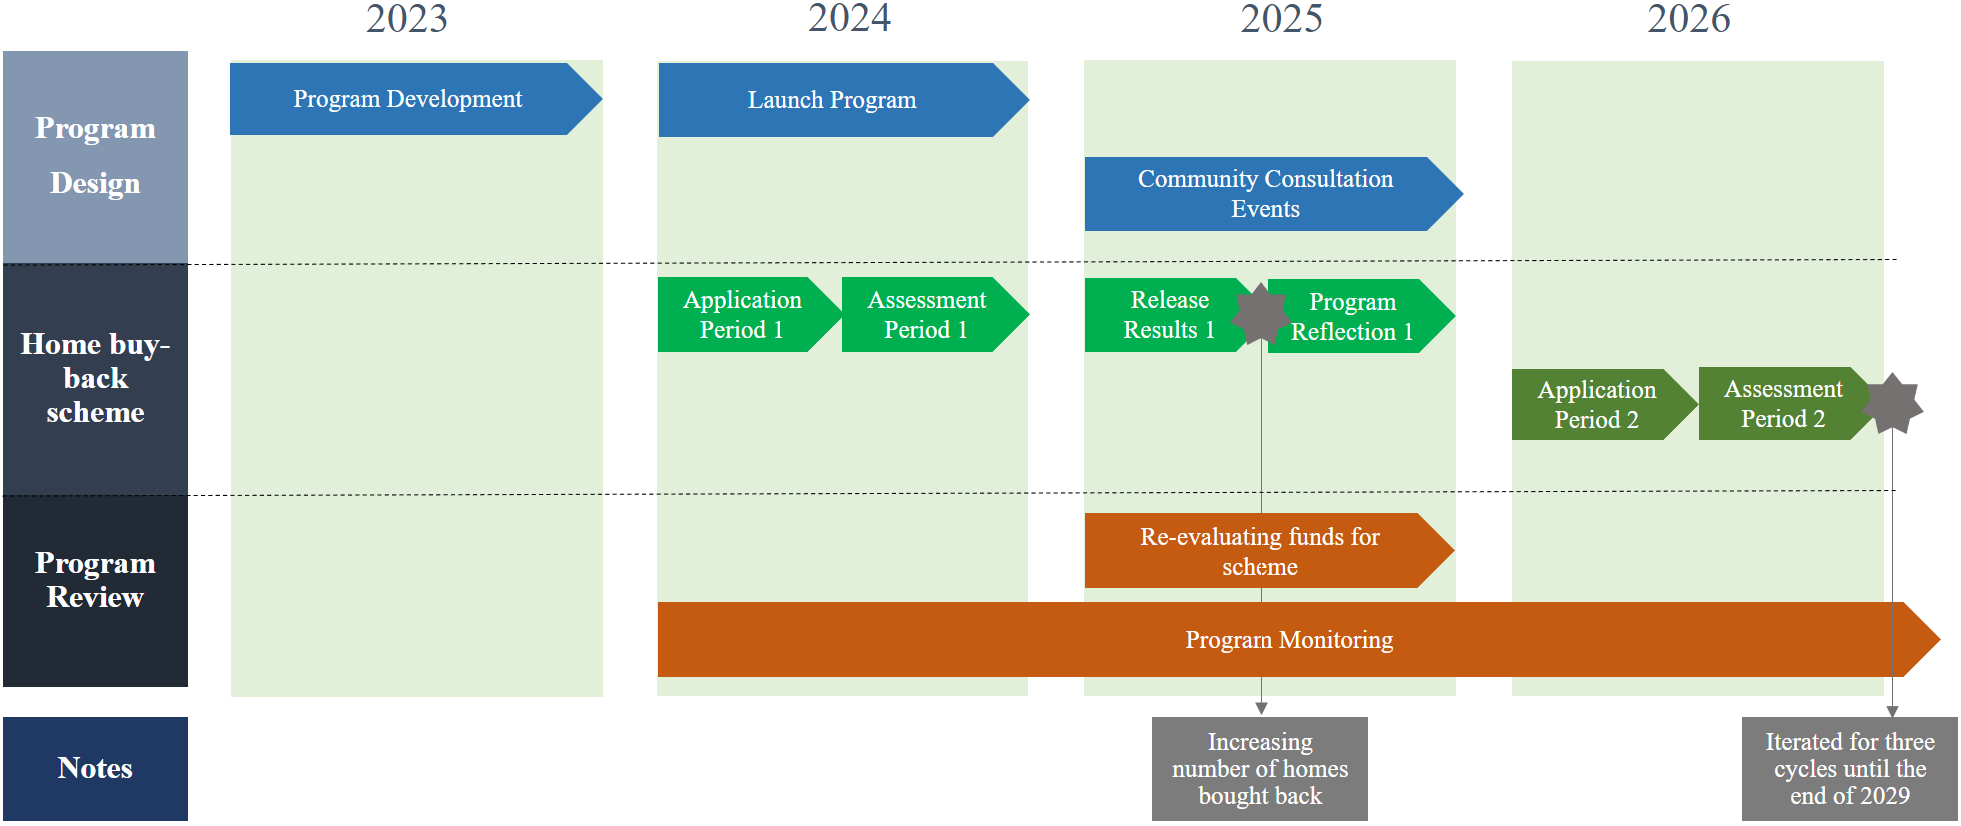 2023
2024
2025
2026
Program
Design
Program Development
Launch Program
Community Consultation
Events
Home buy-
back
scheme
Application
Period 1
Assessment
Period 1
Release
Results 1
Program
Reflection 1
Application
Period 2
Assessment
Period 2
Program
Review
Re-evaluating funds for
scheme
Program Monitoring
Notes
Increasing
number of homes
bought back
Iterated for three
cycles until the
end of 2029